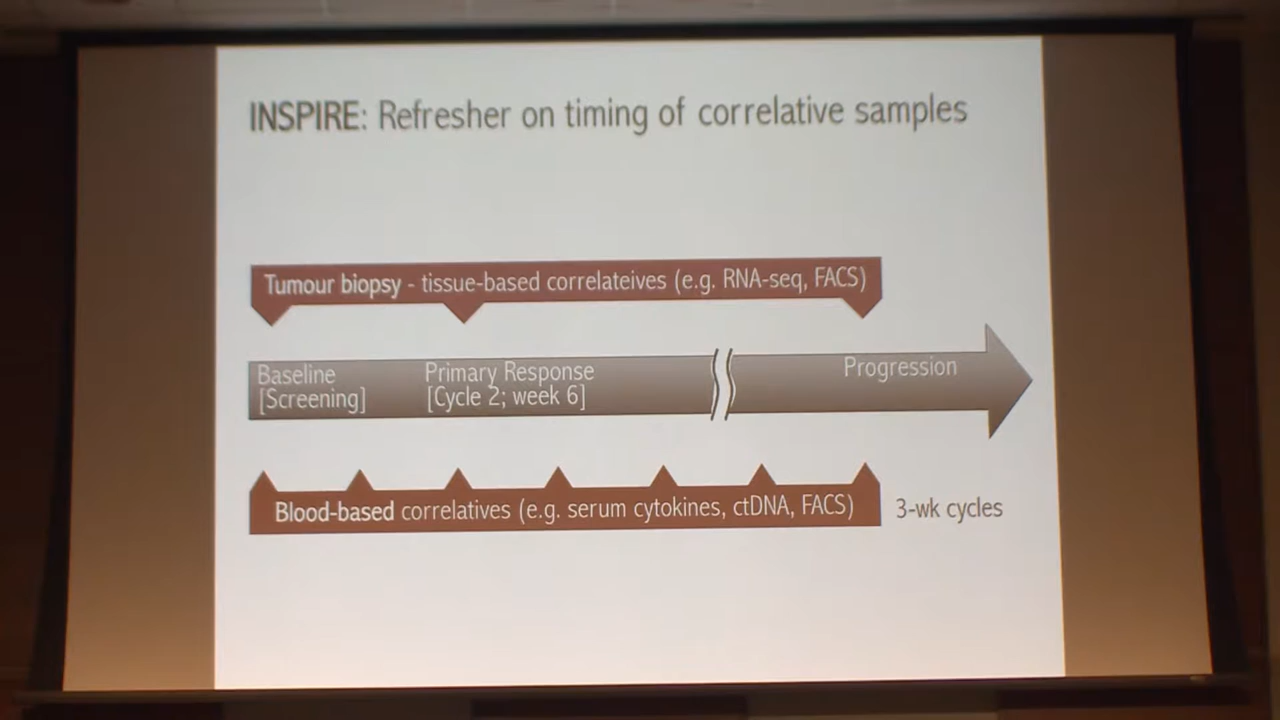 INSPIRE: Refresher on timing of correlative samples
Tumour biopsy - tissue-based correlateives (e.g. RNA-seq, FACS)
Baseline
[Screening]
Primary Response
[Cycle 2; week 6]
Progression
Blood-based correlatives (e.g. serum cytokines, ctDNA, FACS)
3-wk cycles